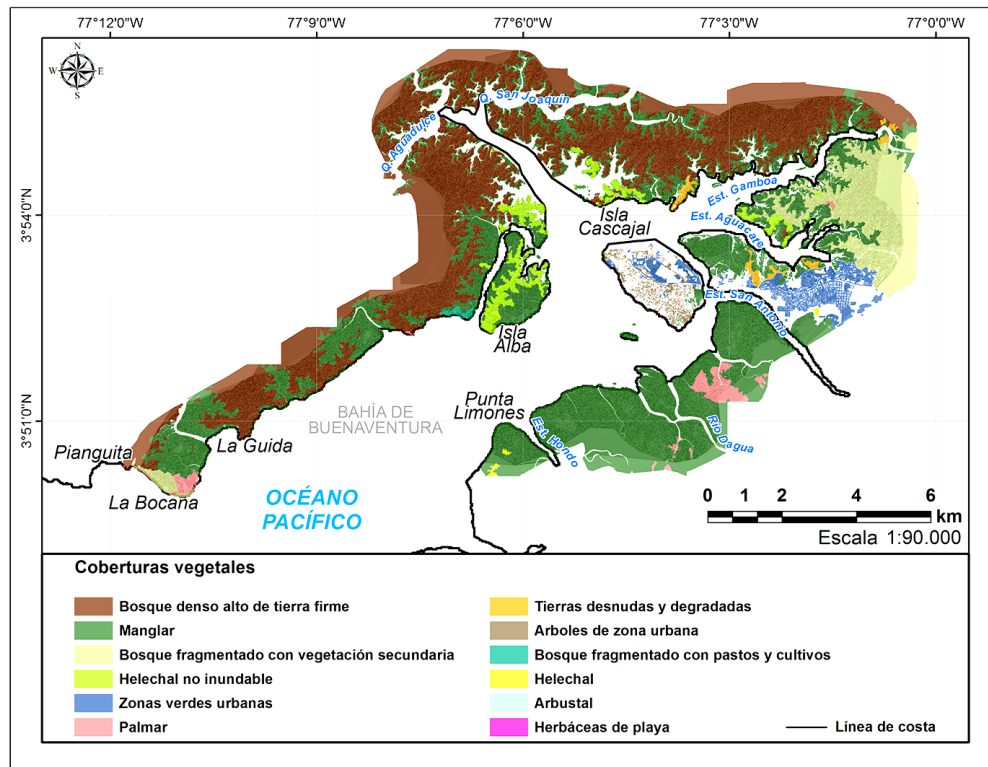 77°12'0"W 77°9'0"W 77°6'0"W 77°3'0"W 77°0'0"W
N
W E
S
Q. San Joaquín
Q. Aguadulce
Est. Gamboa
3°54'0"N
Isla
Cascajal
Est. Aguacate
Est. San Antonio
Isla
Alba
Punta
Limones
BAHÍA DE
BUENAVENTURA
3°51'0"N
Río Dagua
Est. Hondo
La Guida
Pianguita
La Bocana
OCÉANO
PACÍFICO
0 1 2 4 6
km
Escala 1:90.000
Coberturas vegetales
Bosque denso alto de tierra firme
Manglar
Bosque fragmentado con vegetación secundaria
Helechal no inundable
Zonas verdes urbanas
Palmar
Tierras desnudas y degradadas
Arboles de zona urbana
Bosque fragmentado con pastos y cultivos
Helechal
Arbustal
Herbáceas de playa
Línea de costa